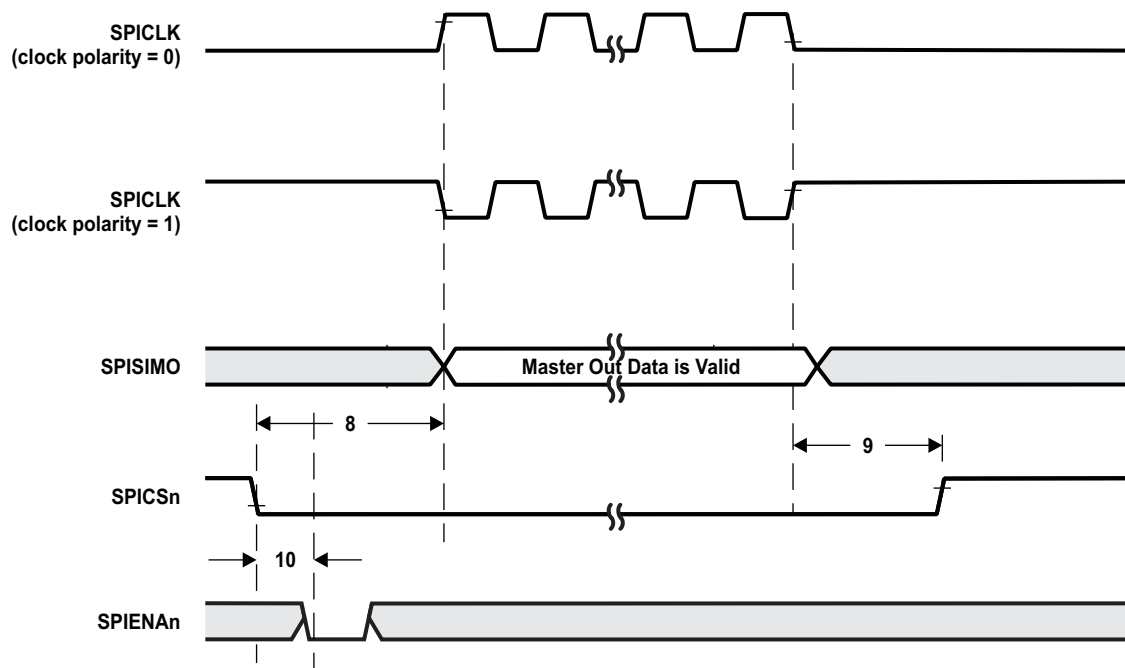 SPICLK
(clock polarity = 0)
SPICLK
(clock polarity = 1)
SPISIMO
Master Out Data is Valid
8
9
SPICSn
10
SPIENAn